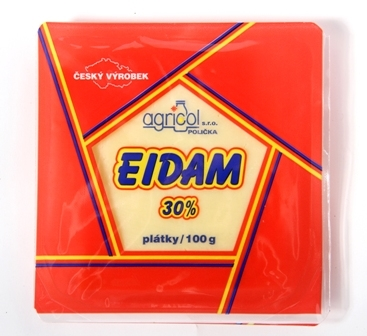 ČESKÝ VÝROBEK
agricol s.r.o.
POLIČKA
EIDAM
30%
plátky/100 g